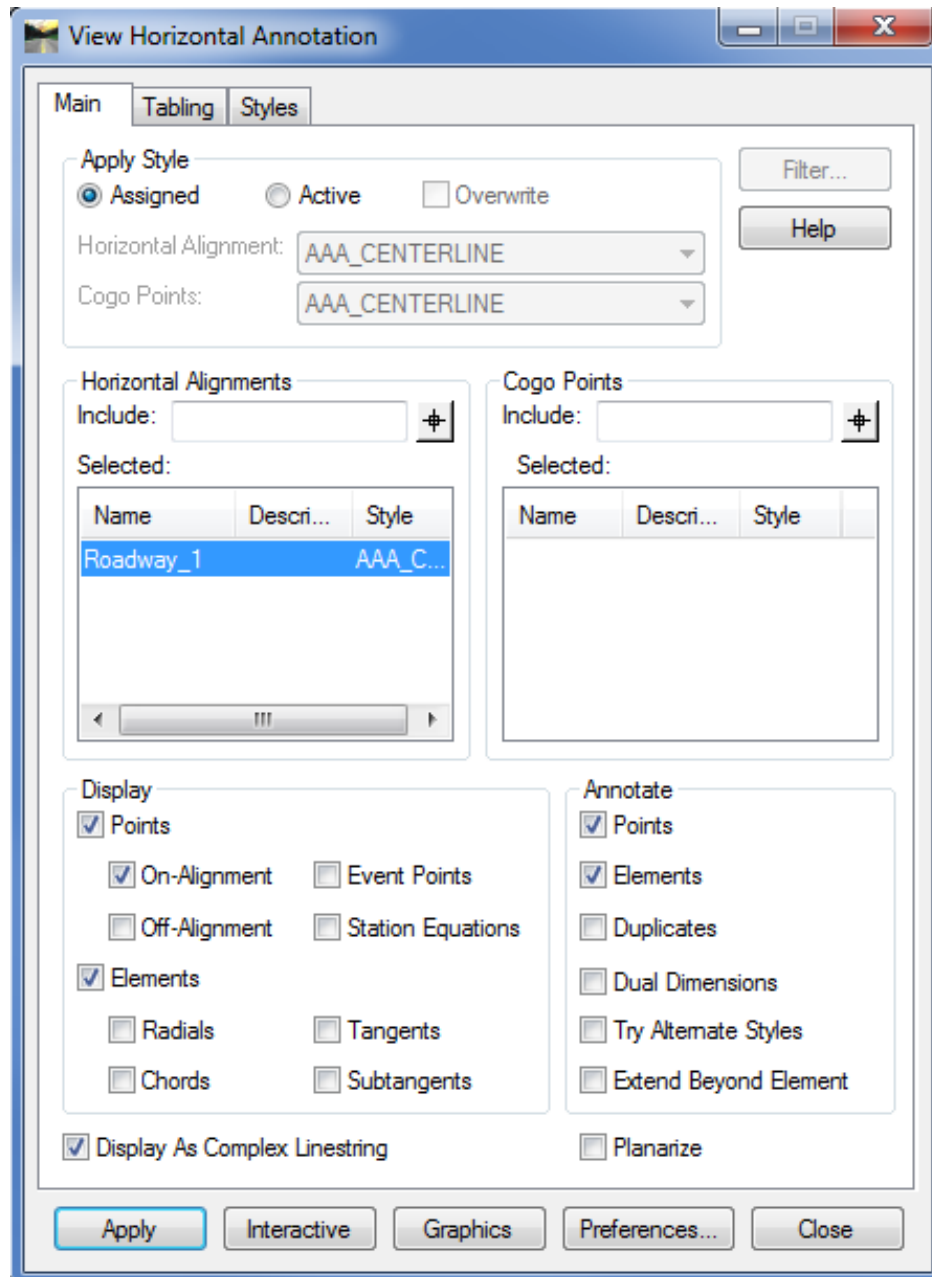 View Horizontal Annotation
Main Tabling Styles
Apply Style
Filter...
Assigned Active Overwrite
Help
Horizontal Alignment: AAA_CENTERLINE
Cogo Points: AAA_CENTERLINE
Horizontal Alignments Cogo Points
Include: Include:
Selected: Selected:
Name Descri... Style Name Descri... Style
Roadway_1 AAA_C...
Display Annotate
Points Points
On-Alignment Event Points Elements
Off-Alignment Station Equations Duplicates
Elements Dual Dimensions
Radials Tangents Try Alternate Styles
Chords Subtangents Extend Beyond Element
Display As Complex Linestring Planarize
Apply Interactive Graphics Preferences... Close